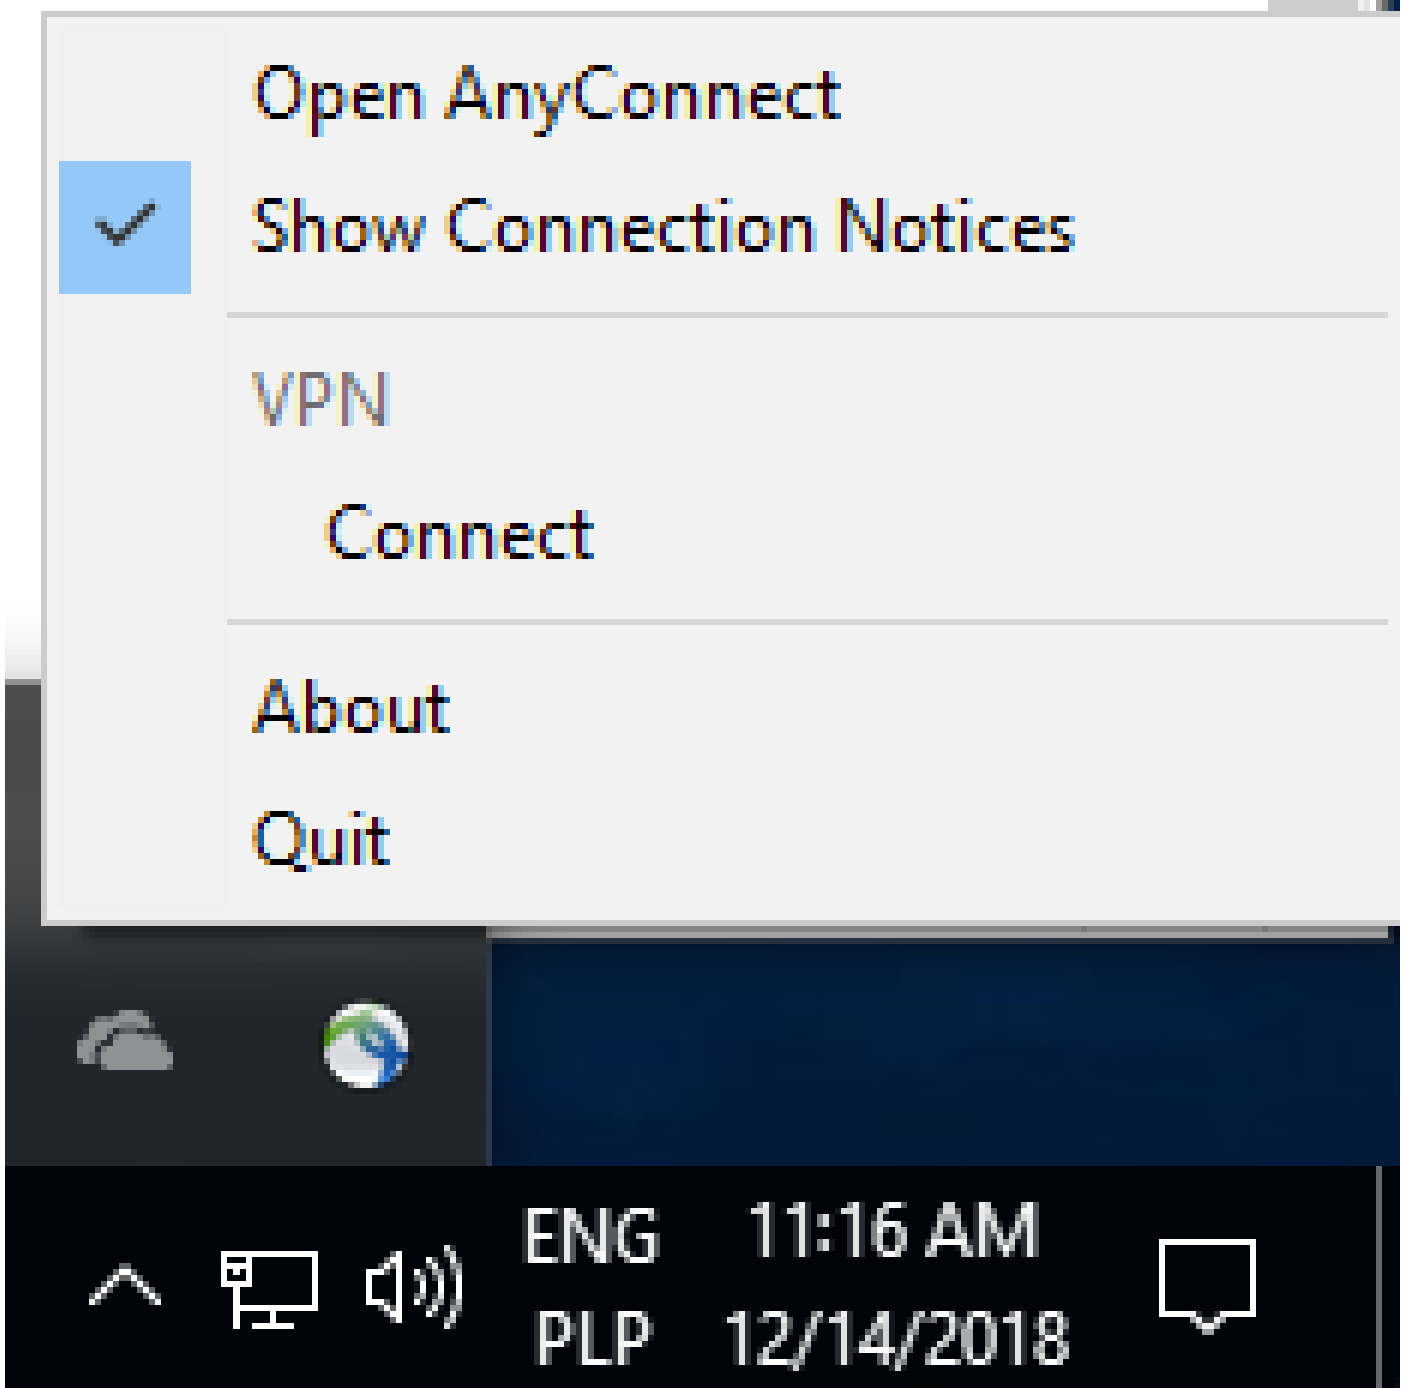 Open AnyConnect
Show Connection Notices
VPN
Connect
About
Quit
ENG
PLP
11:16 AM
12/14/2018